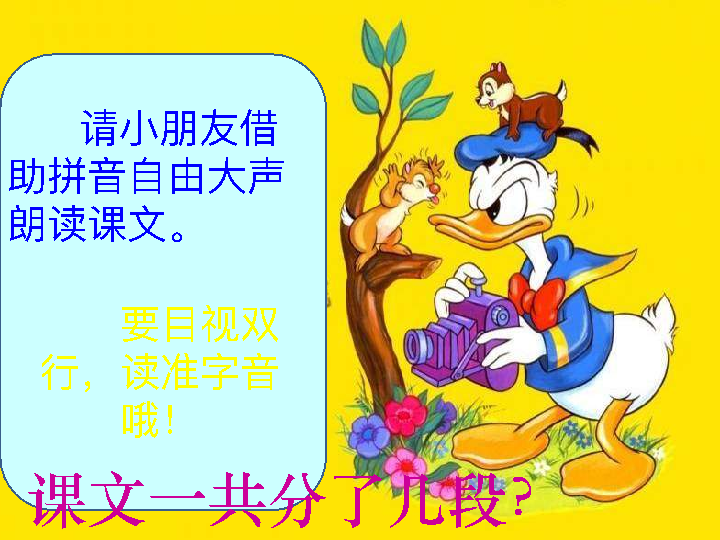 请小朋友借
助拼音自由大声
朗读课文。
要目视双
行，读准字音
哦！
课文一共分了几段？